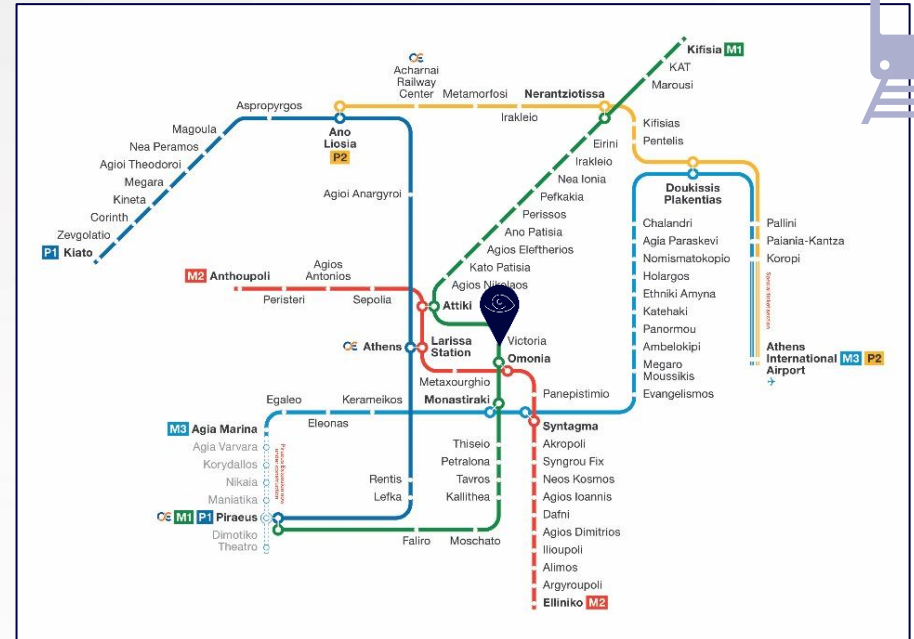 Kifisia M1
KAT
Marousi
Acharnai
Railway
Center
Metamorfosi
Nerantziotissa
Irakleio
Aspropyrgos
Magoula
Nea Peramos
Agioi Theodoroi
Megara
Kineta
Corinth
Zevgolatio
P1 Kiato
Ano
Liosia
P2
Agioi Anargyroi
Kifisias
Pentelis
Eirini
Irakleio
Nea Ionia
Pefkakia
Perissos
Ano Patisia
Agios Eleftherios
Kato Patisia
Agios Nikolaos
Doukissis
Plakentias
Chalandri
Agia Paraskevi
Nomismatokopio
Holargos
Ethniki Amyna
Katehaki
Panormou
Ambelokipi
Megaro
Moussikis
Evangelismos
Pallini
Paiania-Kantza
Koropi
Athens
International M3 P2
Airport
M2 Anthoupoli
Agios
Antonios
Peristeri
Sepolia
Attiki
Athens
Larissa
Station
Victoria
Omonia
Metaxourghio
Panepistimio
Egaleo
Kerameikos
Monastiraki
Eleonas
M3 Agia Marina
Agia Varvara
Korydallos
Nikaia
Maniatika
M1 P1 Piraeus
Dimotiko
Theatro
Rentis
Lefka
Thiseio
Petralona
Tavros
Kallithea
Faliro
Moschato
Syntagma
Akropoli
Syngrou Fix
Neos Kosmos
Agios Ioannis
Dafni
Agios Dimitrios
Ilioupoli
Alimos
Argyroupoli
Elliniko M2